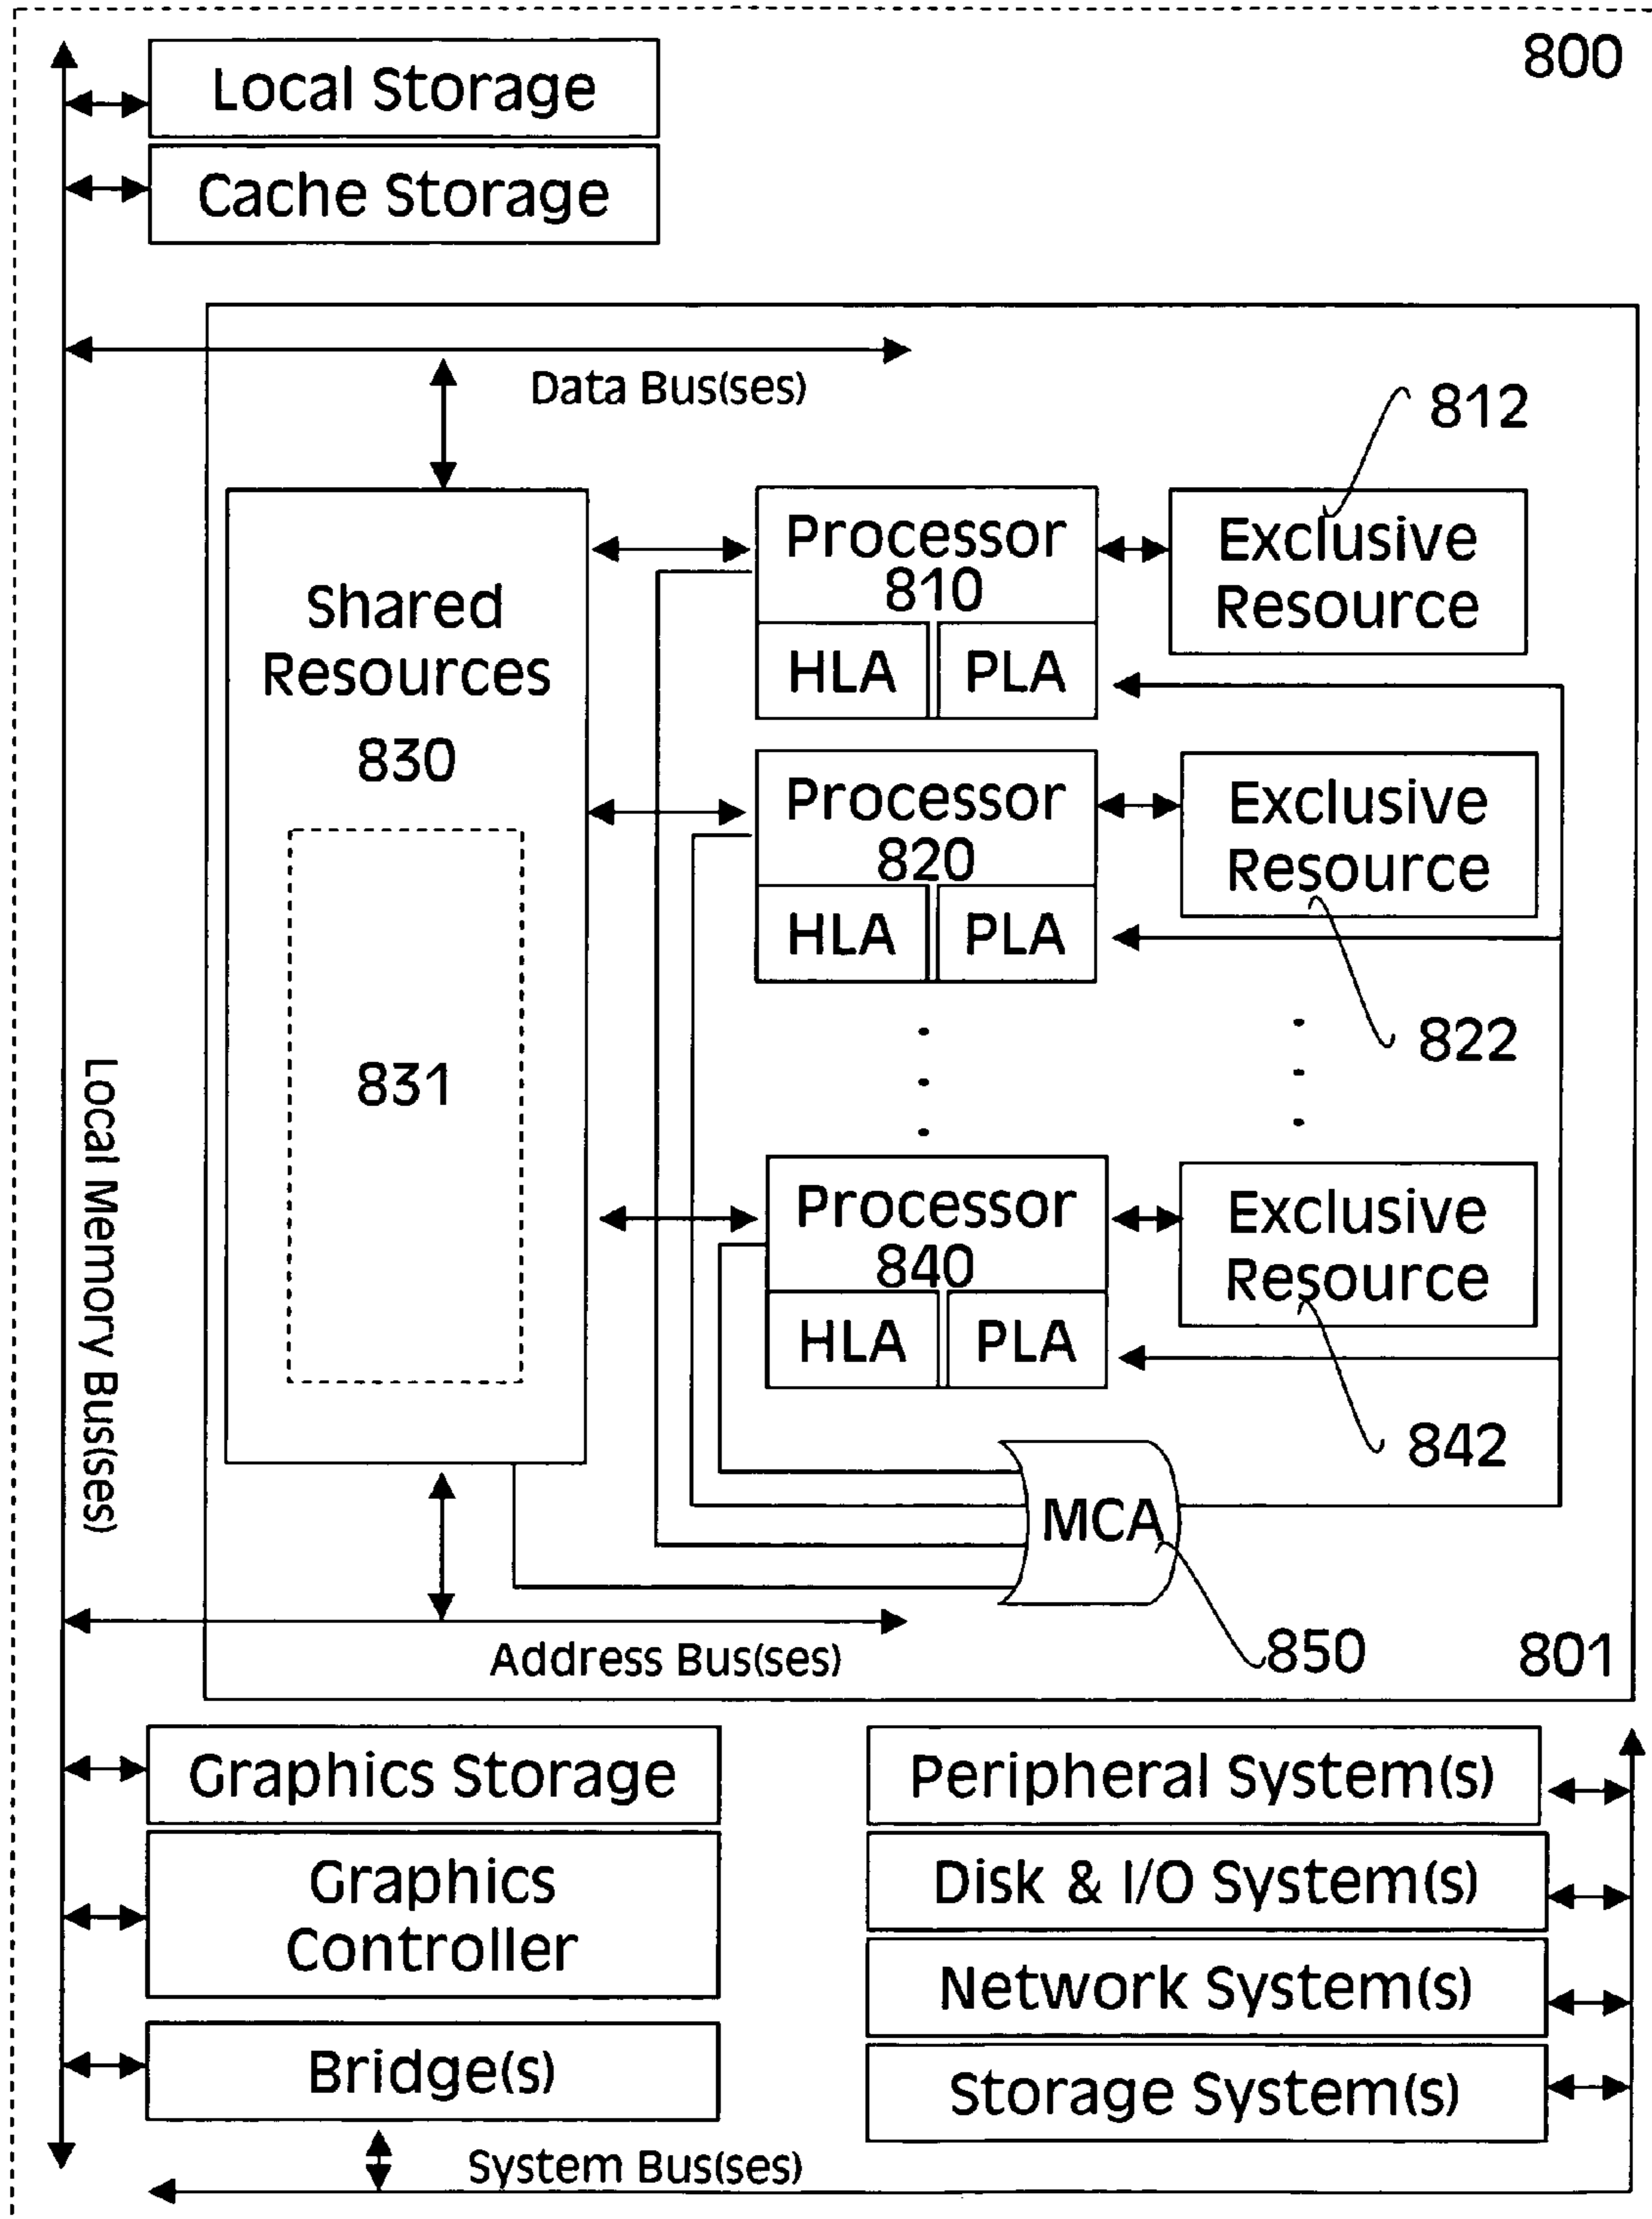 800
Local Storage
Cache Storage
Data Bus(ses)
812
Shared
Resources
830
831
Processor
810
HLA PLA
Exclusive
Resource
Processor
820
HLA PLA
Exclusive
Resource
822
Processor
840
HLA PLA
Exclusive
Resource
842
MCA
850
801
Address Bus(ses)
Local Memory Bus(ses)
Graphics Storage
Graphics
Controller
Bridge(s)
System Bus(ses)
Peripheral System(s)
Disk & I/O System(s)
Network System(s)
Storage System(s)